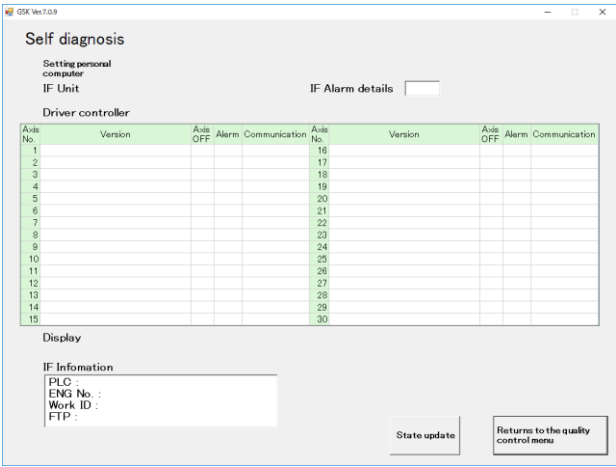 GSK Ver.7.0.9
Self diagnosis
Setting personal
computer
IF Unit
IF Alarm details
Driver controller
Axis No. Version Axis OFF Alerm Communication Axis No. Version Axis OFF Alerm Communication
1 16
2 17
3 18
4 19
5 20
6 21
7 22
8 23
9 24
10 25
11 26
12 27
13 28
14 29
15 30
Display
IF Infomation
PLC :
ENG No. :
Work ID :
FTP :
State update
Returns to the quality
control menu